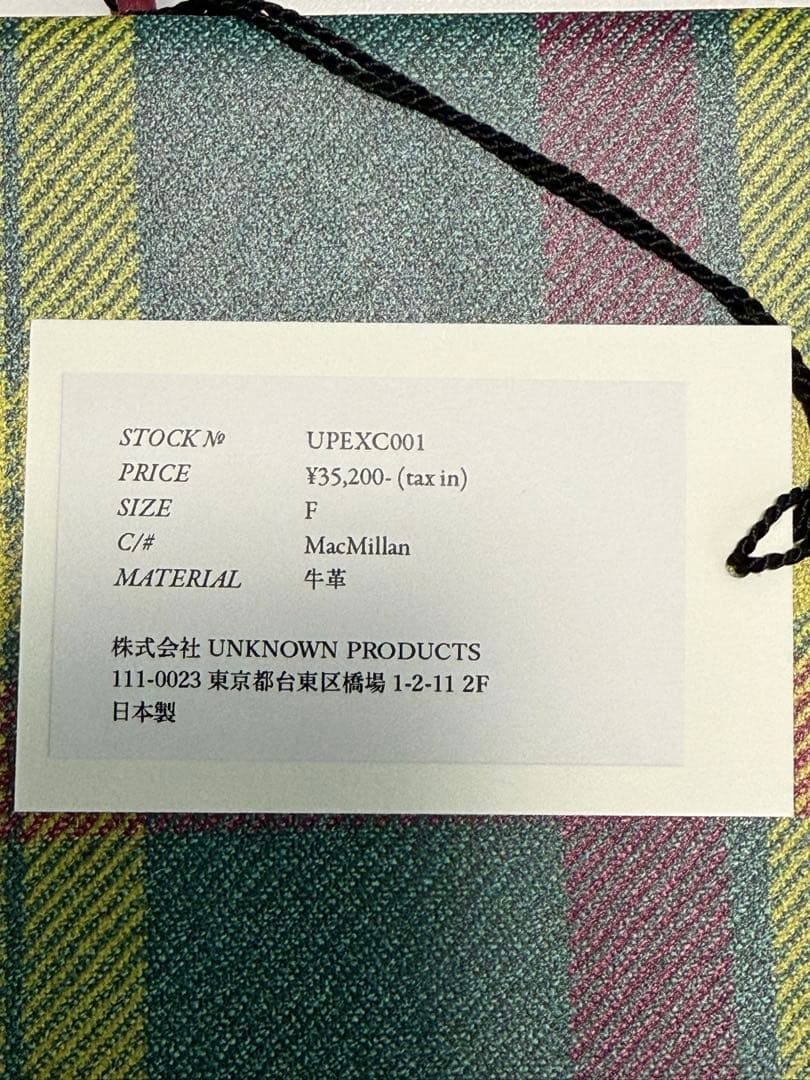 STOCK № UPEXC001
PRICE ¥35,200- (tax in)
SIZE F
C/# MacMillan
MATERIAL 牛革
株式会社 UNKNOWN PRODUCTS
111-0023 東京都台東区橋場 1-2-11 2F
日本製